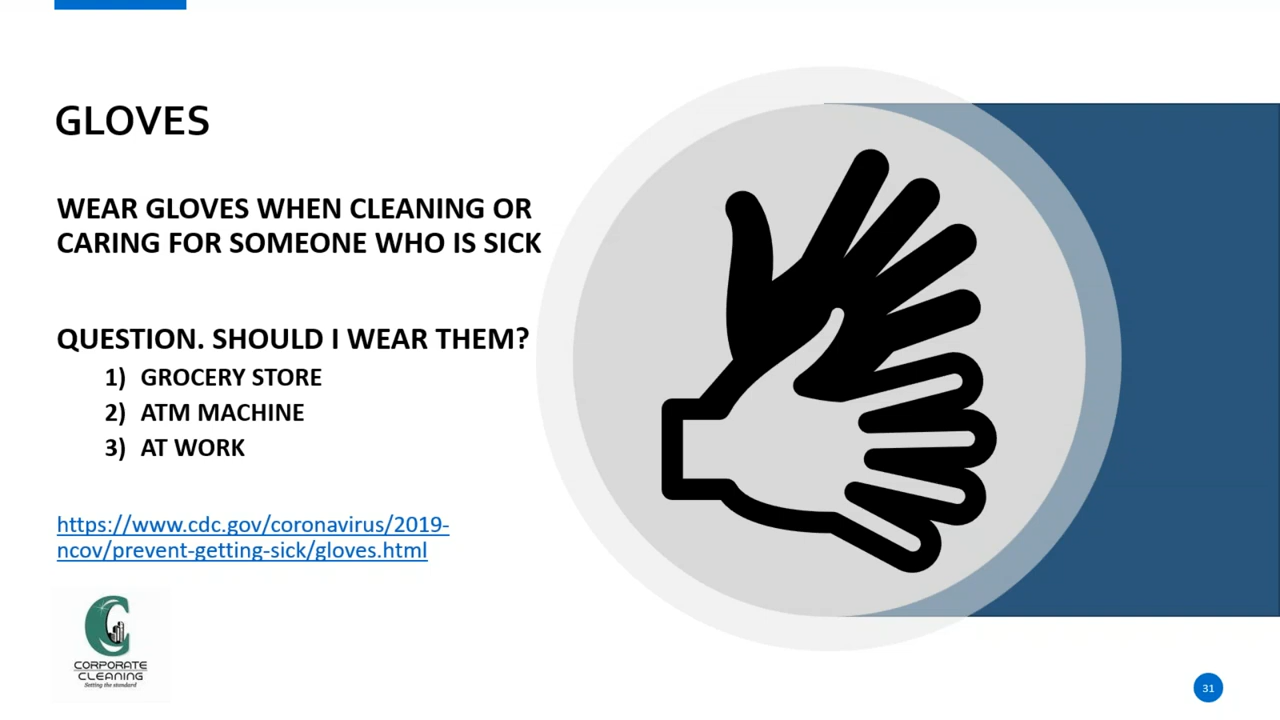 GLOVES
WEAR GLOVES WHEN CLEANING OR
CARING FOR SOMEONE WHO IS SICK
QUESTION. SHOULD I WEAR THEM?
1) GROCERY STORE
2) ATM MACHINE
3) AT WORK
https://www.cdc.gov/coronavirus/2019-
ncov/prevent-getting-sick/gloves.html
CORPORATE
CLEANING
Setting the standard
31